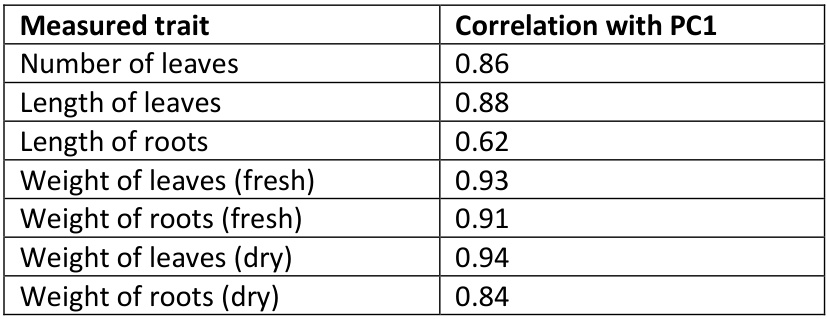 Measured trait Correlation with PC1
Number of leaves 0.86
Length of leaves 0.88
Length of roots 0.62
Weight of leaves (fresh) 0.93
Weight of roots (fresh) 0.91
Weight of leaves (dry) 0.94
Weight of roots (dry) 0.84